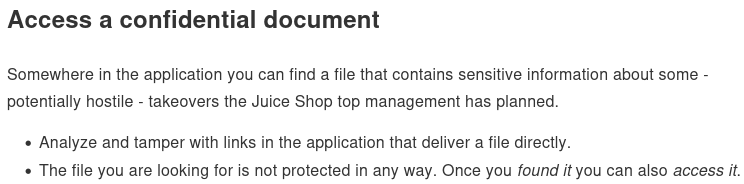 Access a confidential document
Somewhere in the application you can find a file that contains sensitive information about some -
potentially hostile - takeovers the Juice Shop top management has planned.
• Analyze and tamper with links in the application that deliver a file directly.
• The file you are looking for is not protected in any way. Once you found it you can also access it.